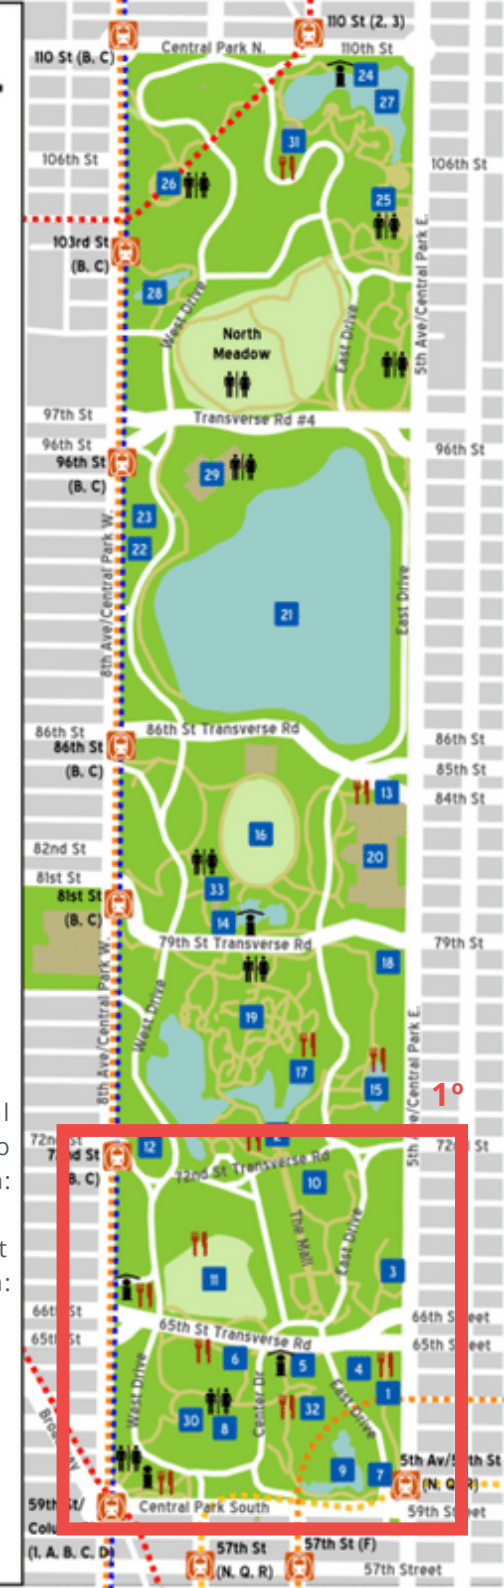 110 St (2, 3)
110 St (B, C)
Central Park N.
110th St
24
27
31
106th St
106th St
26
25
103rd St
(B, C)
28
West Drive
North
Meadow
East Drive
5th Ave/Central Park E.
97th St
Transverse Rd #4
96th St
96th St
96th St
(B, C)
29
23
22
8th Ave/Central Park W.
21
East Drive
86th St
86th St Transverse Rd
86th St
(B, C)
86th St
85th St
84th St
13
16
82nd St
20
81st St
33
81st St
(B, C)
14
79th St Transverse Rd
79th St
18
8th Ave/Central Park W.
West Drive
19
17
15
5th Ave/Central Park E.
1º
72nd St
12
72nd St
72nd St
(B, C)
72nd St Transverse Rd
10
The Mall
East Drive
3
11
66th St
65th St
65th St Transverse Rd
66th Street
65th Street
6
5
4
1
West Drive
Center Dr
East Drive
30
8
32
Broadway
9
7
5th Av/59th St
(N, Q, R)
59th St/
Central Park South
59th Street
(1, A, B, C, D)
57th St
(N, Q, R)
57th St (F)
57th Street